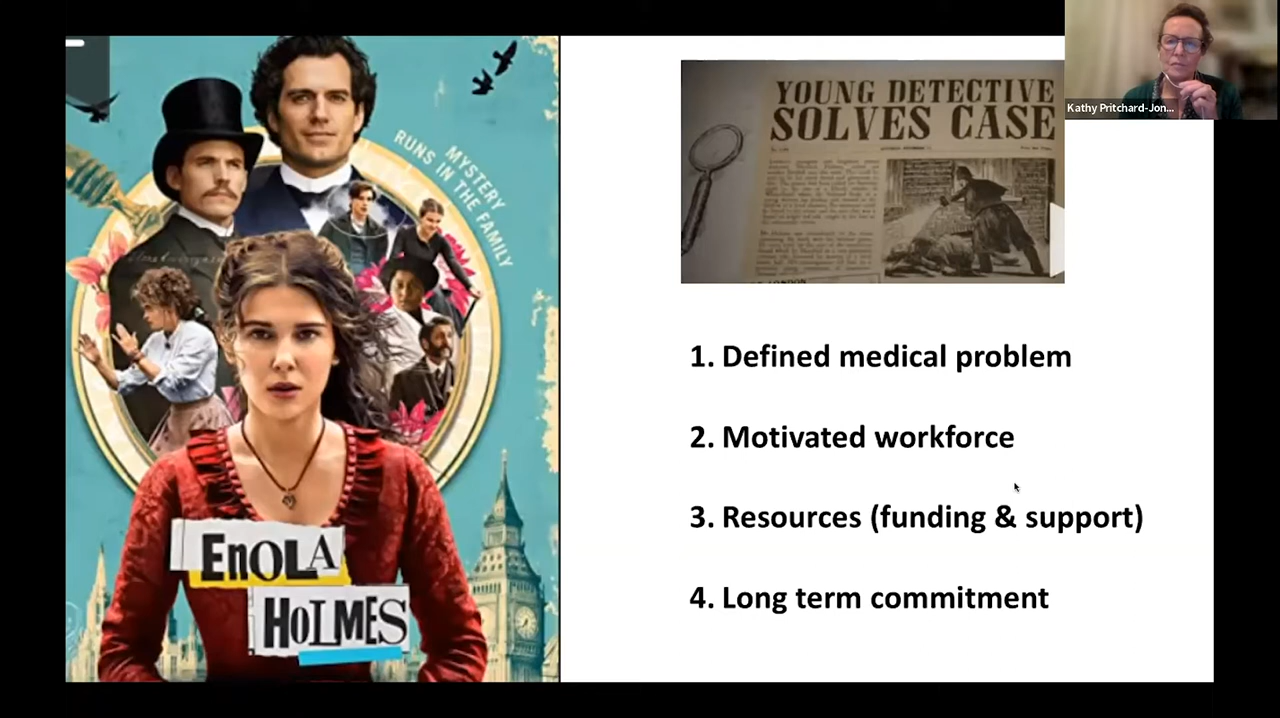 MYSTERY
RUNS IN THE FAMILY
ENOLA
HOLMES
YOUNG DETECTIVE
SOLVES CASE
LONDON
Kathy Pritchard-Jon...
1. Defined medical problem
2. Motivated workforce
3. Resources (funding & support)
4. Long term commitment